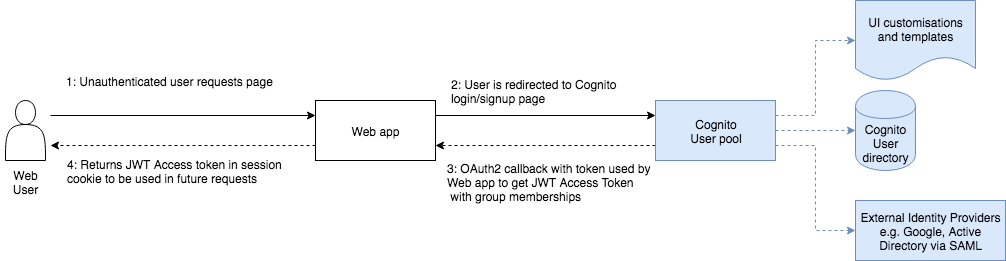 UI customisations
and templates
1: Unauthenticated user requests page
2: User is redirected to Cognito
login/signup page
Web app
Cognito
User pool
Cognito
User
directory
Web
User
4: Returns JWT Access token in session
cookie to be used in future requests
3: OAuth2 callback with token used by
Web app to get JWT Access Token
with group memberships
External Identity Providers
e.g. Google, Active
Directory via SAML